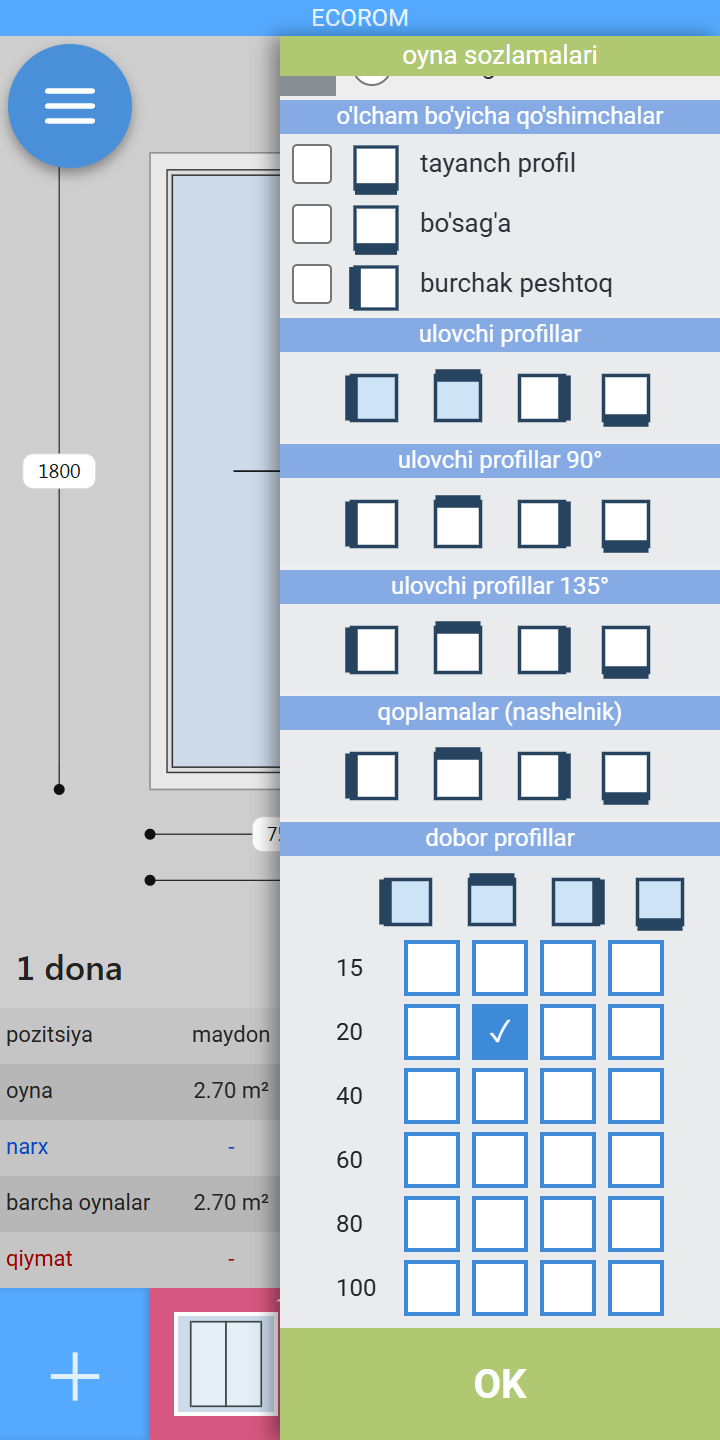 ECOROM
oyna sozlamalari
o'lcham bo'yicha qo'shimchalar
tayanch profil
bo'sag'a
burchak peshtoq
ulovchi profillar
1800
ulovchi profillar 90°
ulovchi profillar 135°
qoplamalar (nashelnik)
dobor profillar
15
20
40
60
80
100
1 dona
pozitsiya maydon
oyna 2.70 m²
narx -
barcha oynalar 2.70 m²
qiymat -
OK